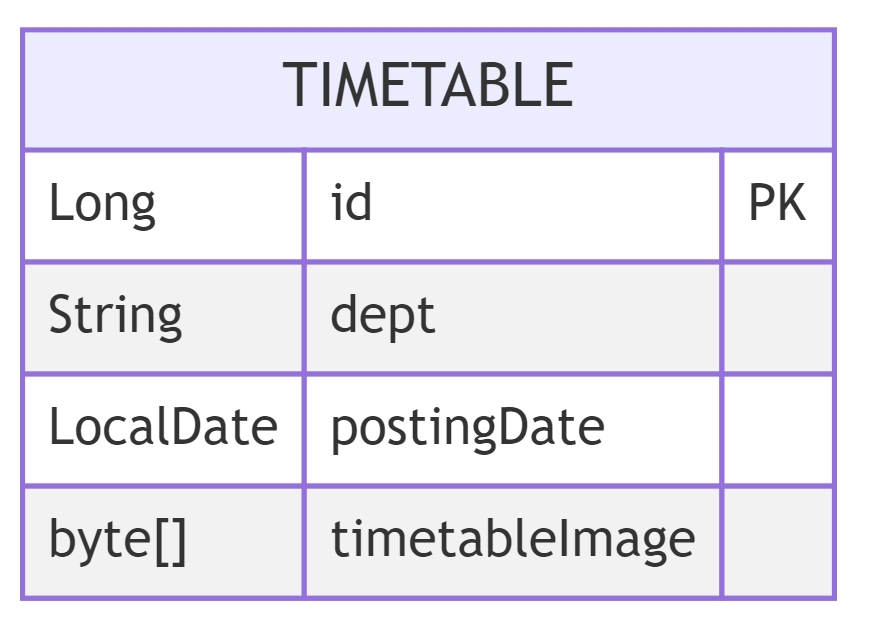 TIMETABLE
Long id PK
String dept
LocalDate postingDate
byte[] timetableImage